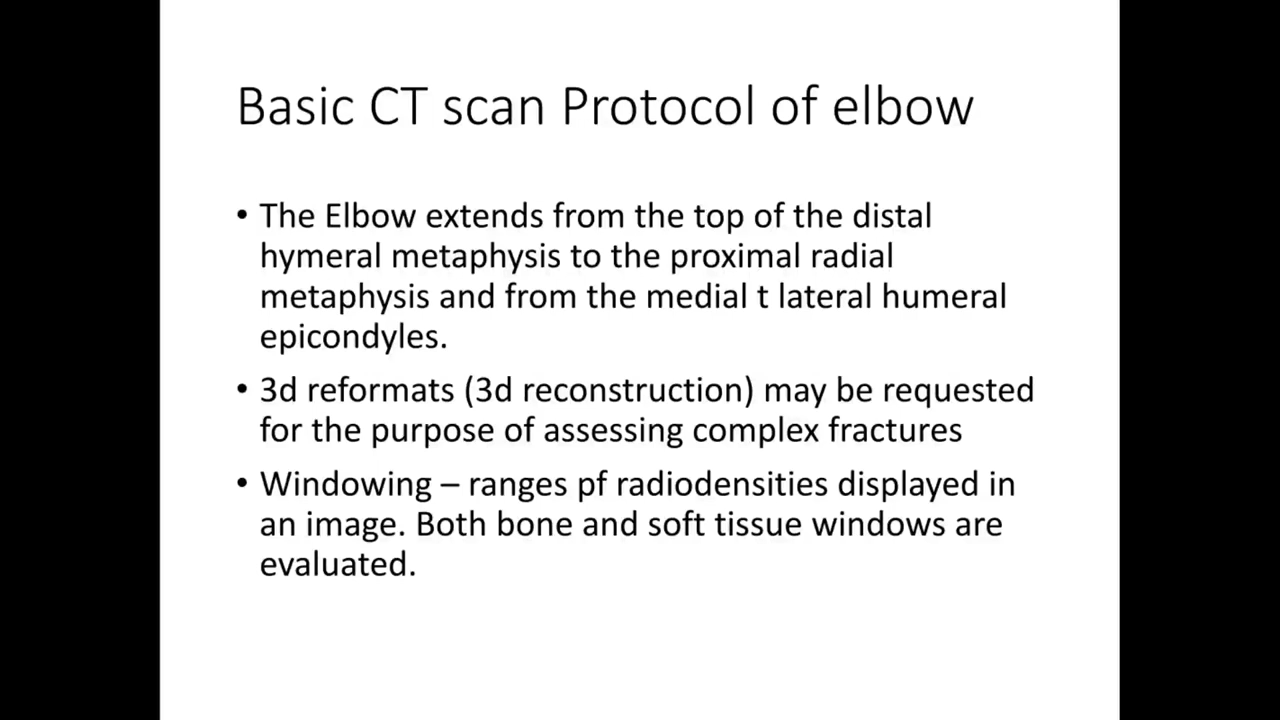 Basic CT scan Protocol of elbow
• The Elbow extends from the top of the distal
hymeral metaphysis to the proximal radial
metaphysis and from the medial t lateral humeral
epicondyles.
• 3d reformats (3d reconstruction) may be requested
for the purpose of assessing complex fractures
• Windowing – ranges pf radiodensities displayed in
an image. Both bone and soft tissue windows are
evaluated.